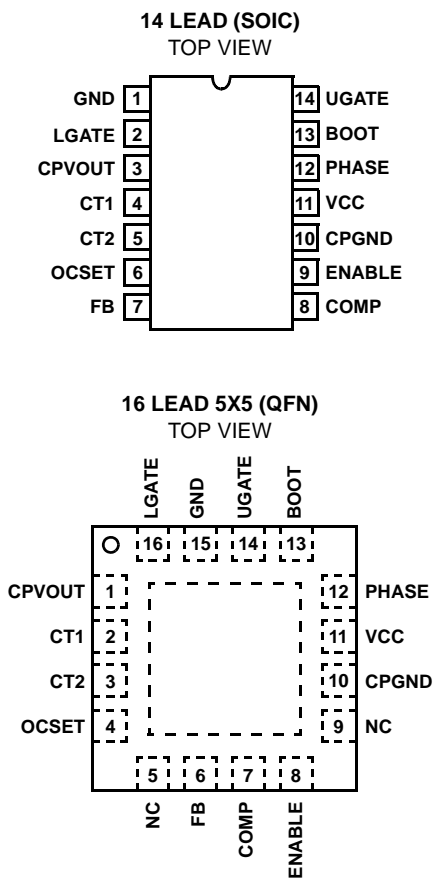 14 LEAD (SOIC)
TOP VIEW
GND 1 14 UGATE
LGATE 2 13 BOOT
CPVOUT 3 12 PHASE
CT1 4 11 VCC
CT2 5 10 CPGND
OCSET 6 9 ENABLE
FB 7 8 COMP
16 LEAD 5X5 (QFN)
TOP VIEW
LGATE GND UGATE BOOT
16 15 14 13
CPVOUT 1 12 PHASE
CT1 2 11 VCC
CT2 3 10 CPGND
OCSET 4 9 NC
5 6 7 8
NC FB COMP ENABLE